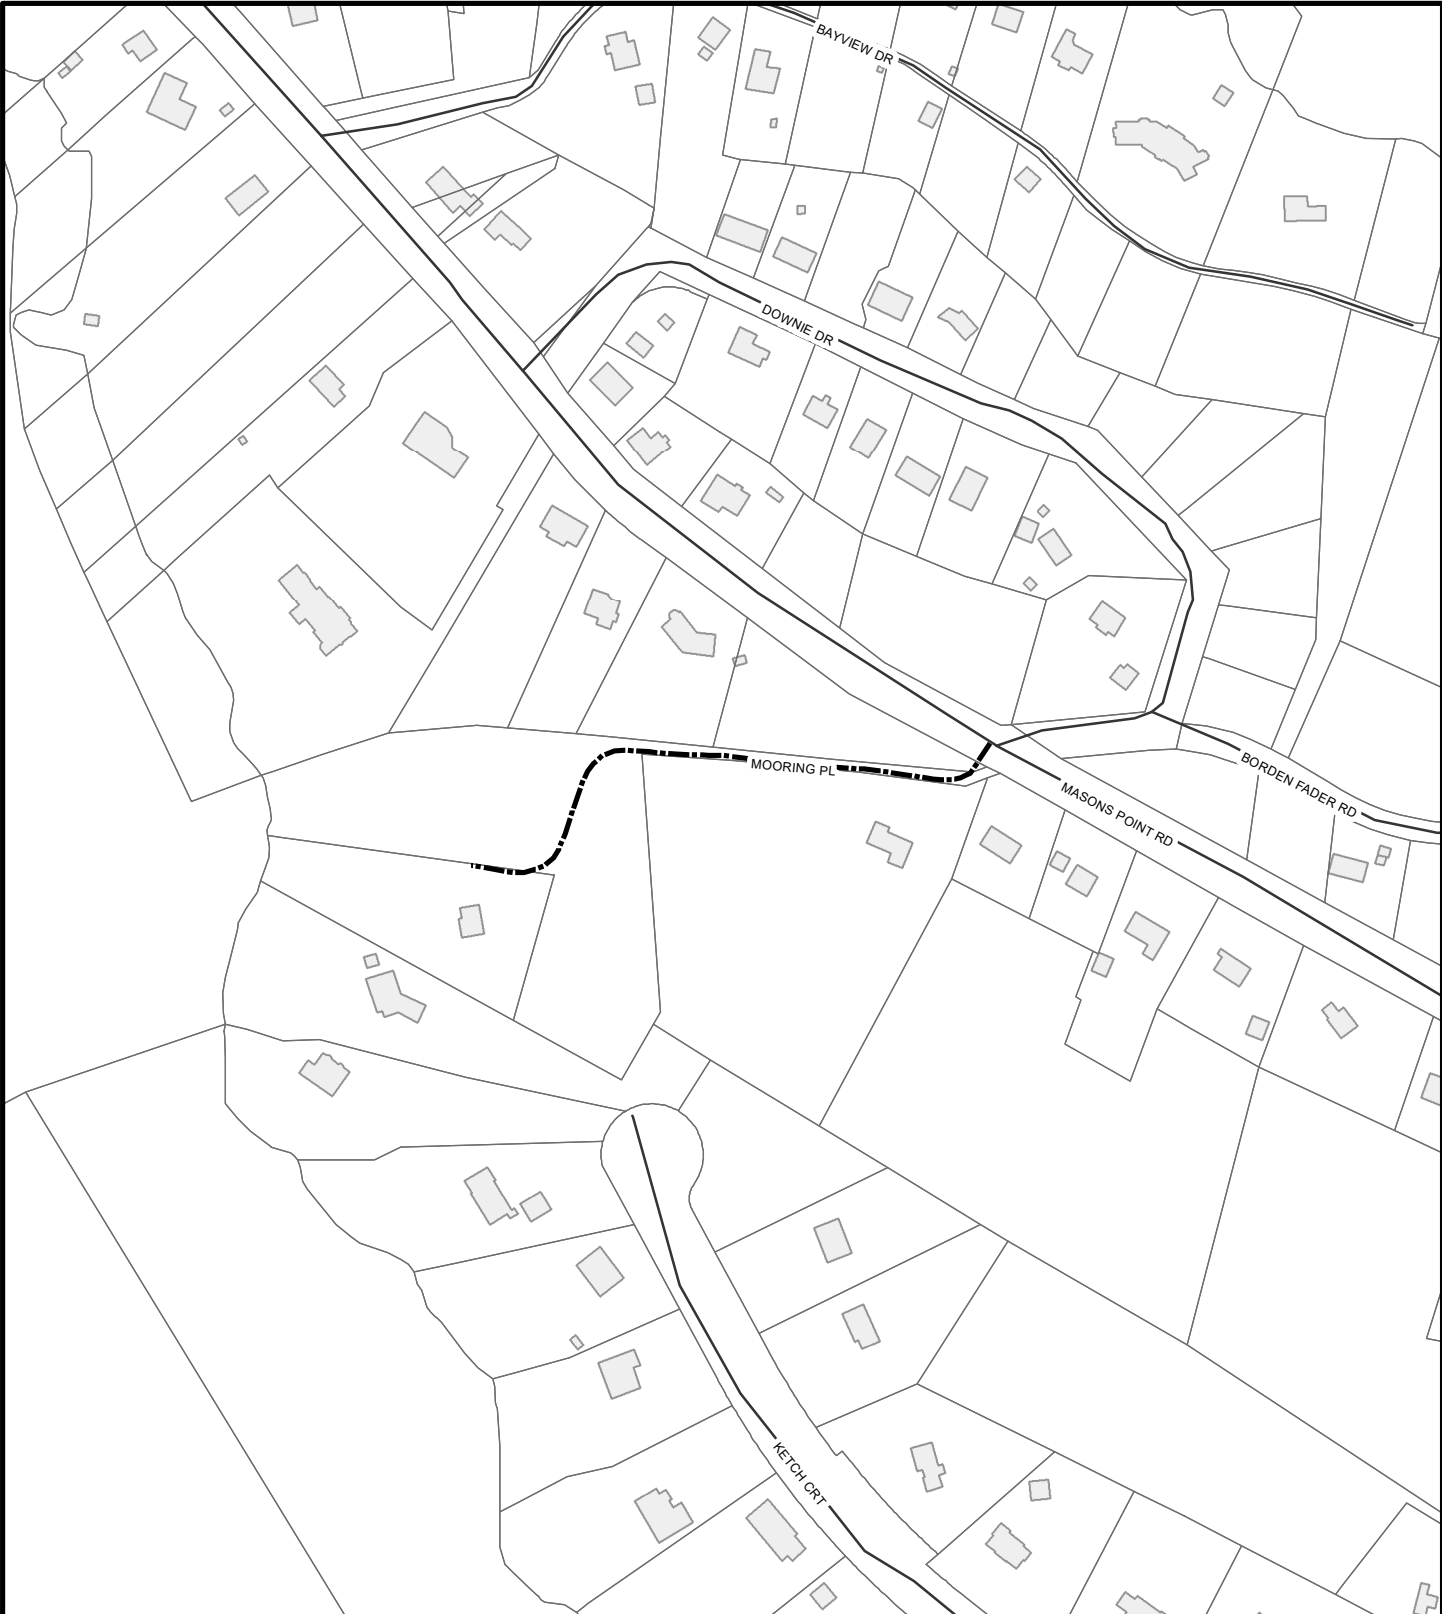 BAYVIEW DR
DOWNIE DR
MOORING PL
BORDEN FADER RD
MASONS POINT RD
KETCH CRT